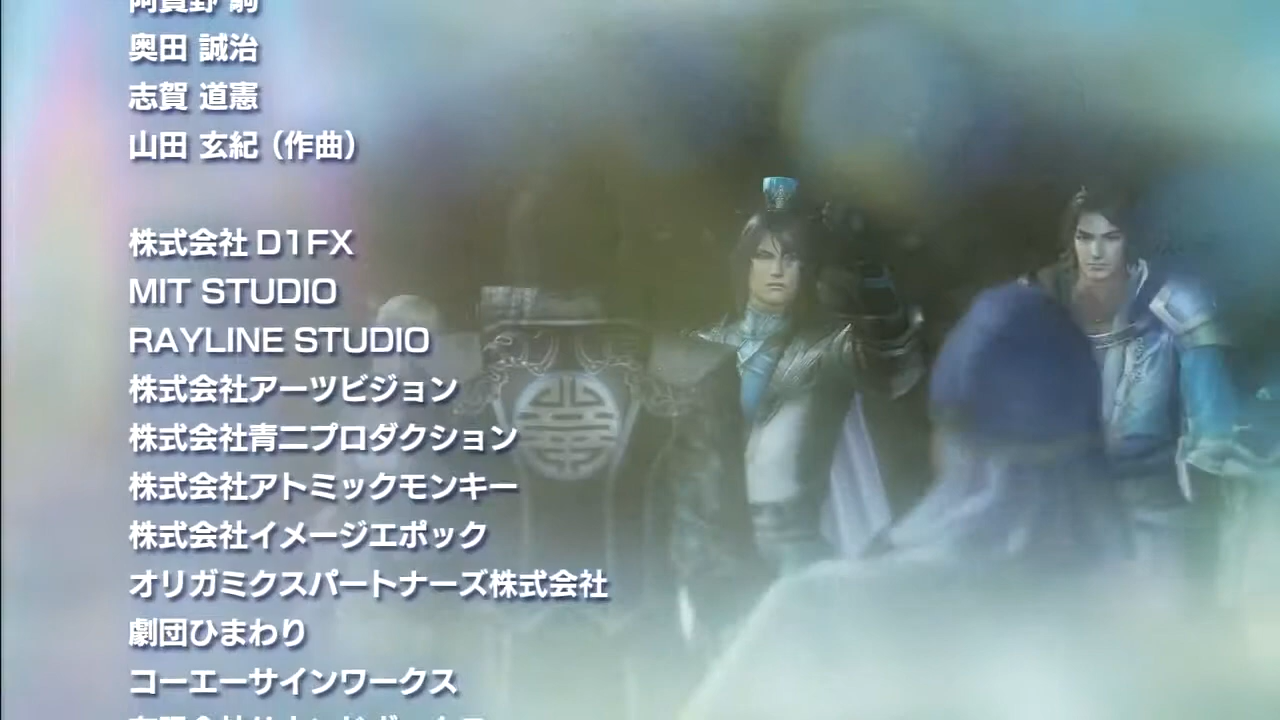 阿賀野 駒
奥田 誠治
志賀 道憲
山田 玄紀（作曲）
株式会社 D1FX
MIT STUDIO
RAYLINE STUDIO
株式会社アーツビジョン
株式会社青二プロダクション
株式会社アトミックモンキー
株式会社イメージエポック
オリガミクスパートナーズ株式会社
劇団ひまわり
コーエーサインワークス